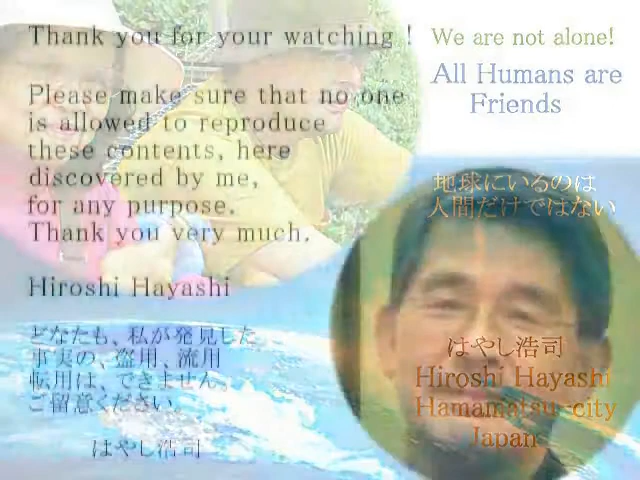 Thank you for your watching !
Please make sure that no one
is allowed to reproduce
these contents, here
discovered by me,
for any purpose.
Thank you very much.
Hiroshi Hayashi
どなたも、私が発見した
事実の、盗用、流用
転用は、できません。
ご留意ください。
はやし浩司
We are not alone!
All Humans are
Friends
地球にいるのは
人間だけではない
はやし浩司
Hiroshi Hayashi
Hamamatsu-city
Japan